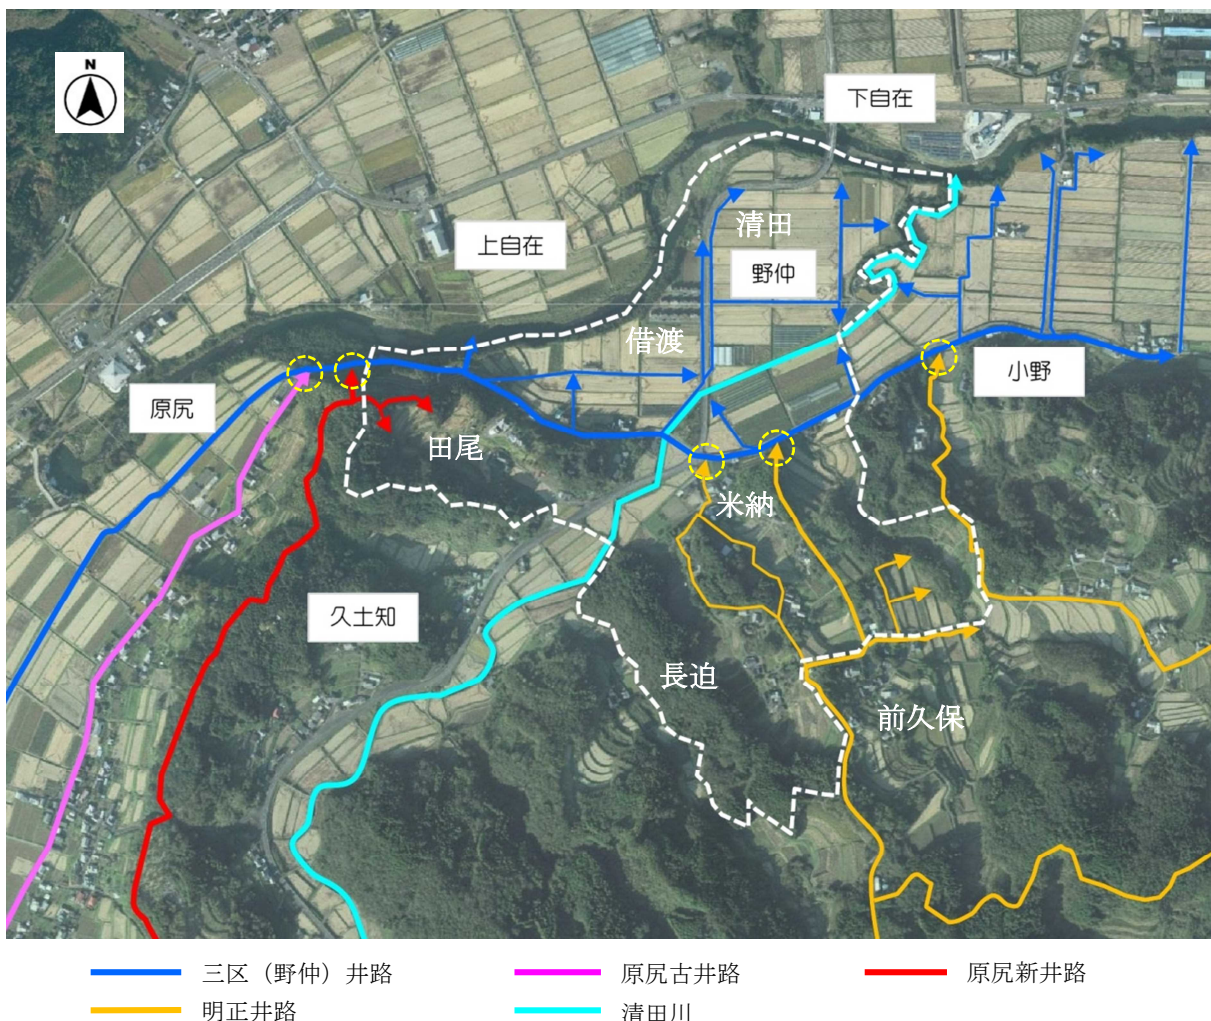 N
下自在
清田
上自在
野仲
借渡
小野
原尻
田尾
米納
久土知
長迫
前久保
三区（野仲）井路
原尻古井路
原尻新井路
明正井路
清田川